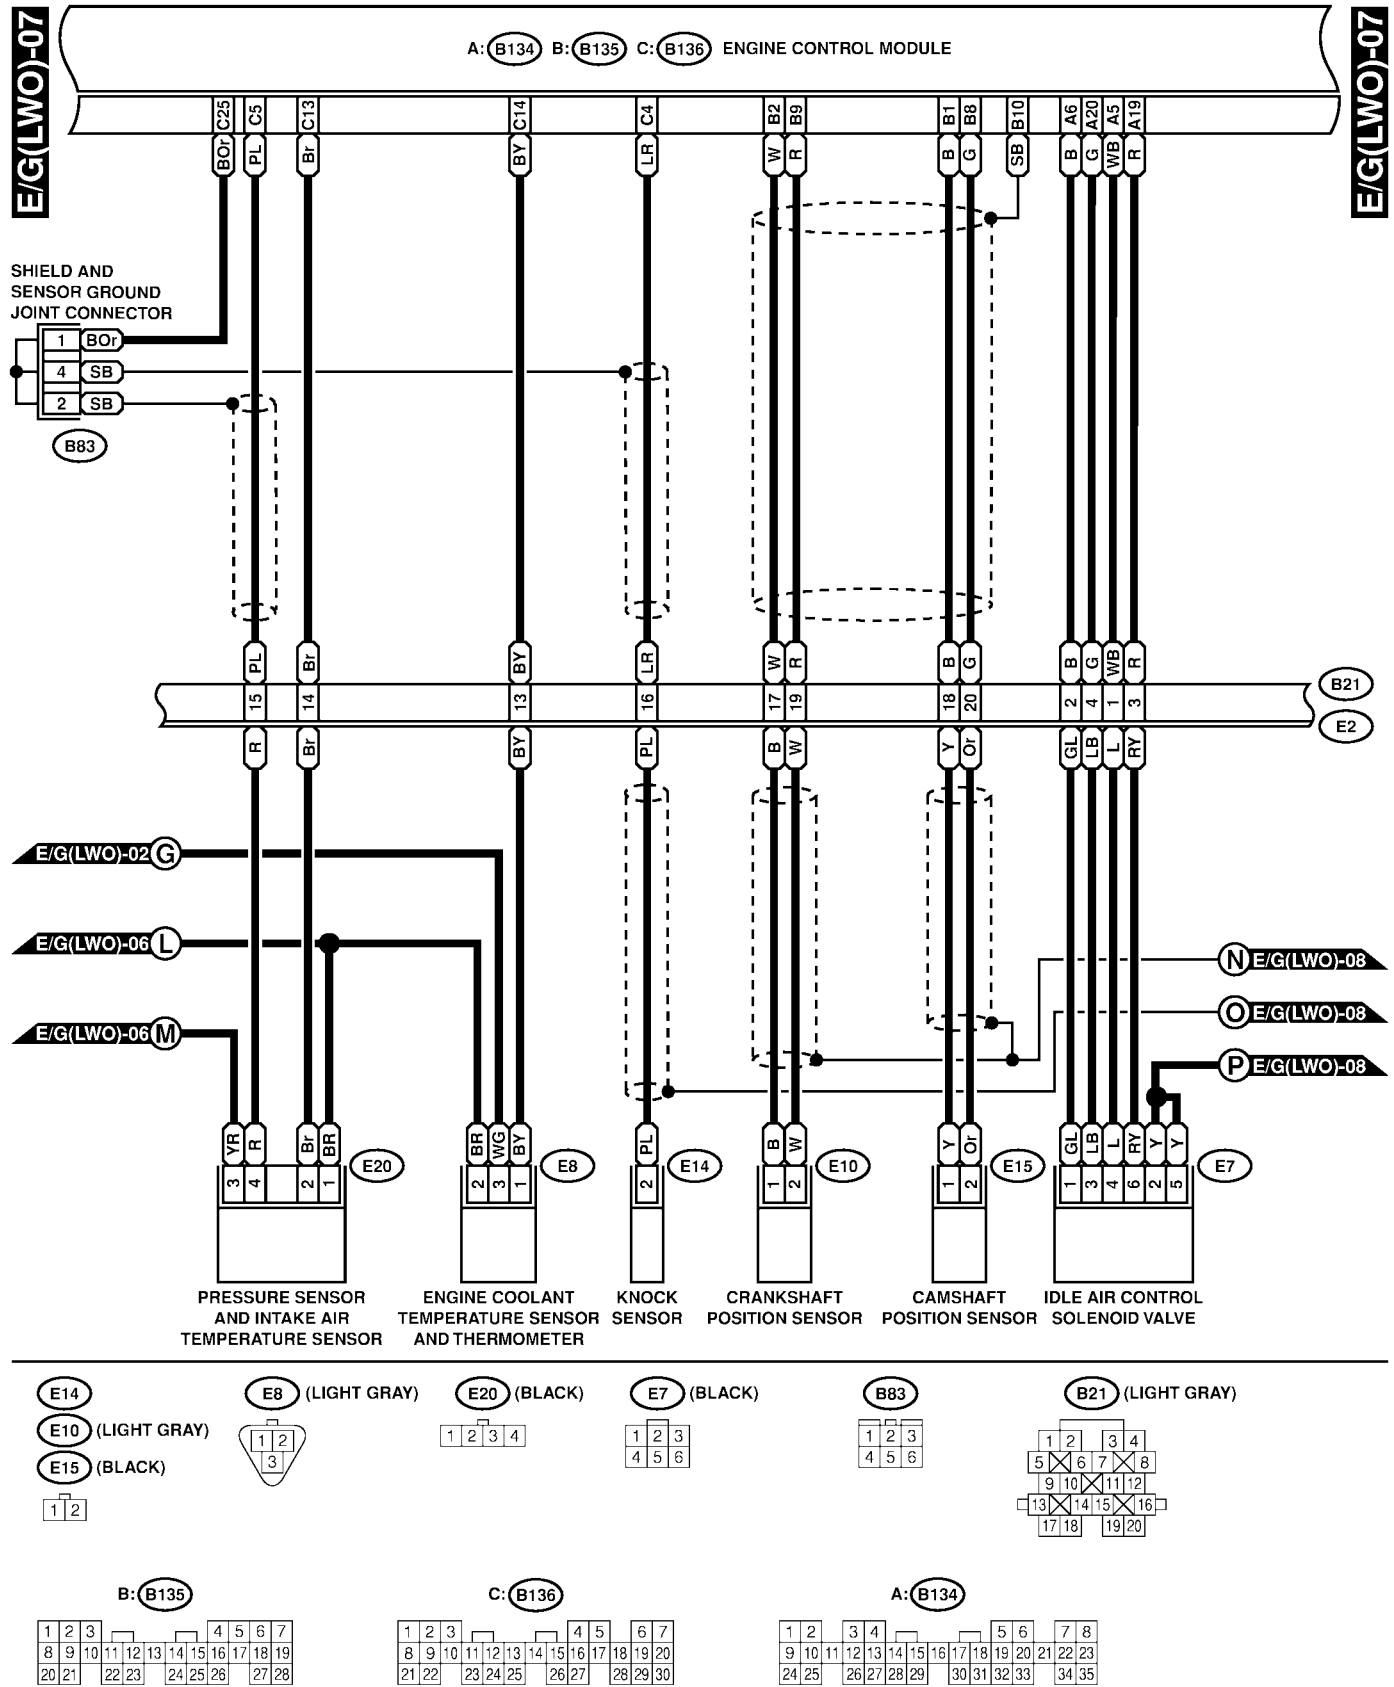 E/G(LWO)-07
E/G(LWO)-07
A: B134 B: B135 C: B136 ENGINE CONTROL MODULE
C25 C5 C13 C14 C4 B2 B9 B1 B8 B10 A6 A20 A5 A19
BOr PL Br BY LR W R B G SB B G WB R
SHIELD AND
SENSOR GROUND
JOINT CONNECTOR
1 BOr
4 SB
2 SB
B83
PL Br BY LR W R B G B G WB R
15 14 13 16 17 19 18 20 2 4 1 3
B21
E2
R Br BY PL B W Y Or GL LB L RY
E/G(LWO)-02 G
E/G(LWO)-06 L
N E/G(LWO)-08
O E/G(LWO)-08
E/G(LWO)-06 M
P E/G(LWO)-08
YR R Br BR BR WG BY PL B W Y Or GL LB L RY Y Y
E20 E8 E14 E10 E15 E7
3 4 2 1 2 3 1 2 1 2 1 2 1 3 4 6 2 5
PRESSURE SENSOR
AND INTAKE AIR
TEMPERATURE SENSOR
ENGINE COOLANT
TEMPERATURE SENSOR
AND THERMOMETER
KNOCK
SENSOR
CRANKSHAFT
POSITION SENSOR
CAMSHAFT
POSITION SENSOR
IDLE AIR CONTROL
SOLENOID VALVE
E14
E10 (LIGHT GRAY)
E15 (BLACK)
1 2
E8 (LIGHT GRAY)
1 2
3
E20 (BLACK)
1 2 3 4
E7 (BLACK)
1 2 3
4 5 6
B83
1 2 3
4 5 6
B21 (LIGHT GRAY)
1 2 3 4
5 6 7 8
9 10 11 12
13 14 15 16
17 18 19 20
B: B135
1 2 3 4 5 6 7
8 9 10 11 12 13 14 15 16 17 18 19
20 21 22 23 24 25 26 27 28
C: B136
1 2 3 4 5 6 7
8 9 10 11 12 13 14 15 16 17 18 19 20
21 22 23 24 25 26 27 28 29 30
A: B134
1 2 3 4 5 6 7 8
9 10 11 12 13 14 15 16 17 18 19 20 21 22 23
24 25 26 27 28 29 30 31 32 33 34 35